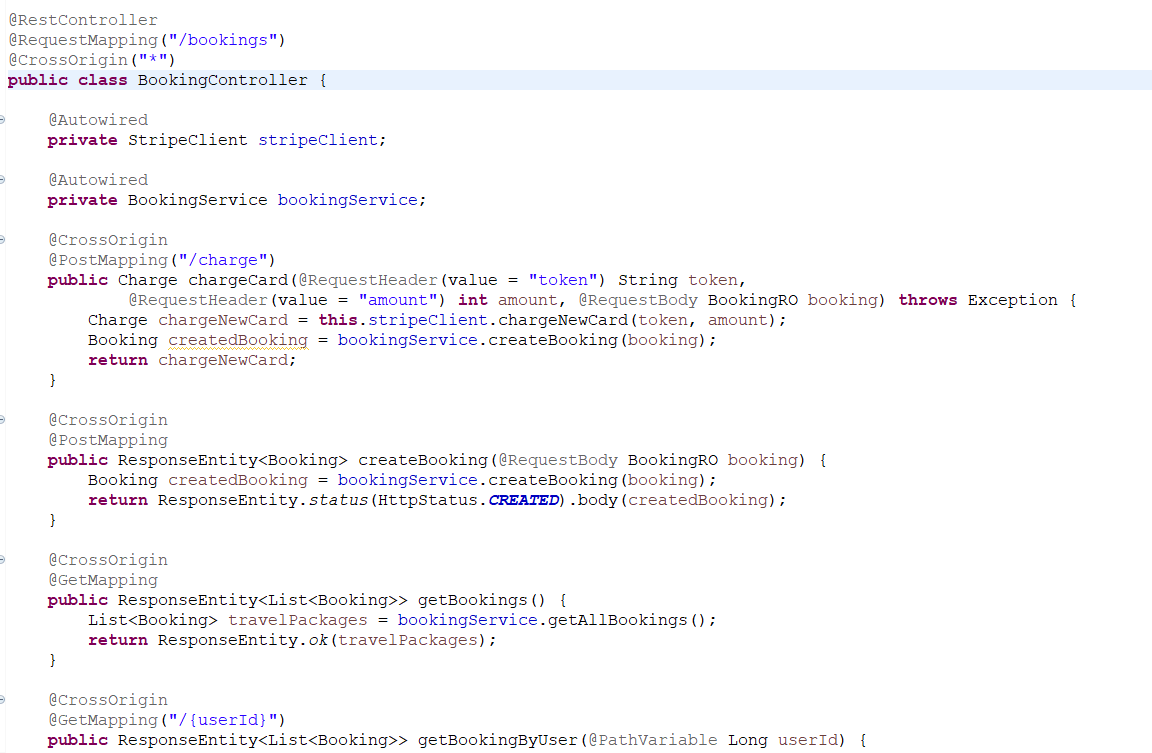 @RestController
@RequestMapping("/bookings")
@CrossOrigin("*")
public class BookingController {
@Autowired
private StripeClient stripeClient;
@Autowired
private BookingService bookingService;
@CrossOrigin
@PostMapping("/charge")
public Charge chargeCard(@RequestHeader(value = "token") String token,
@RequestHeader(value = "amount") int amount, @RequestBody BookingRO booking) throws Exception {
Charge chargeNewCard = this.stripeClient.chargeNewCard(token, amount);
Booking createdBooking = bookingService.createBooking(booking);
return chargeNewCard;
}
@CrossOrigin
@PostMapping
public ResponseEntity<Booking> createBooking(@RequestBody BookingRO booking) {
Booking createdBooking = bookingService.createBooking(booking);
return ResponseEntity.status(HttpStatus.CREATED).body(createdBooking);
}
@CrossOrigin
@GetMapping
public ResponseEntity<List<Booking>> getBookings() {
List<Booking> travelPackages = bookingService.getAllBookings();
return ResponseEntity.ok(travelPackages);
}
@CrossOrigin
@GetMapping("/{userId}")
public ResponseEntity<List<Booking>> getBookingByUser(@PathVariable Long userId) {